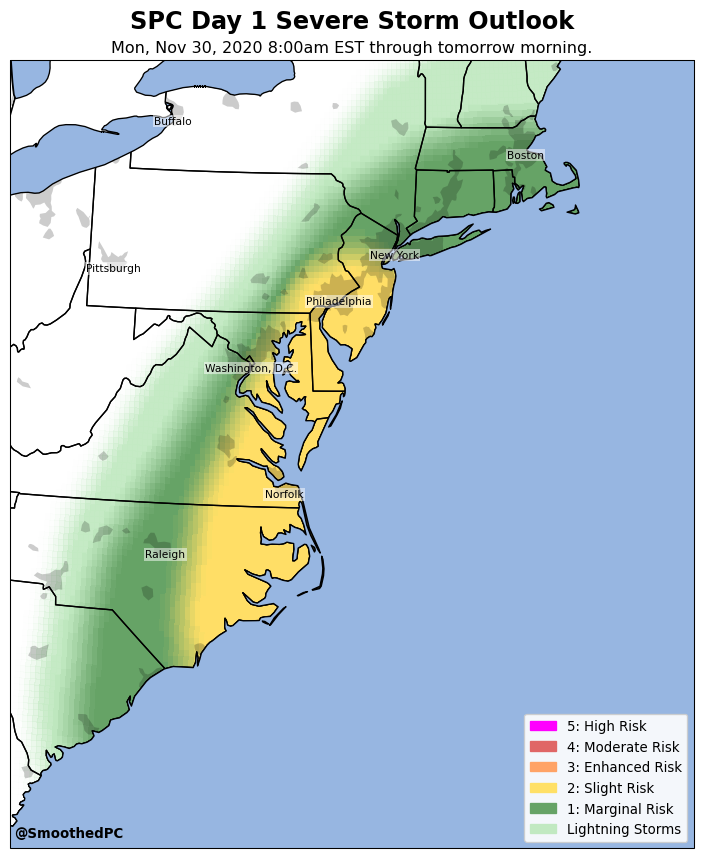 SPC Day 1 Severe Storm Outlook
Mon, Nov 30, 2020 8:00am EST through tomorrow morning.
Buffalo
Boston
New York
Pittsburgh
Philadelphia
Washington, D.C.
Norfolk
Raleigh
5: High Risk
4: Moderate Risk
3: Enhanced Risk
2: Slight Risk
1: Marginal Risk
Lightning Storms
@SmoothedPC